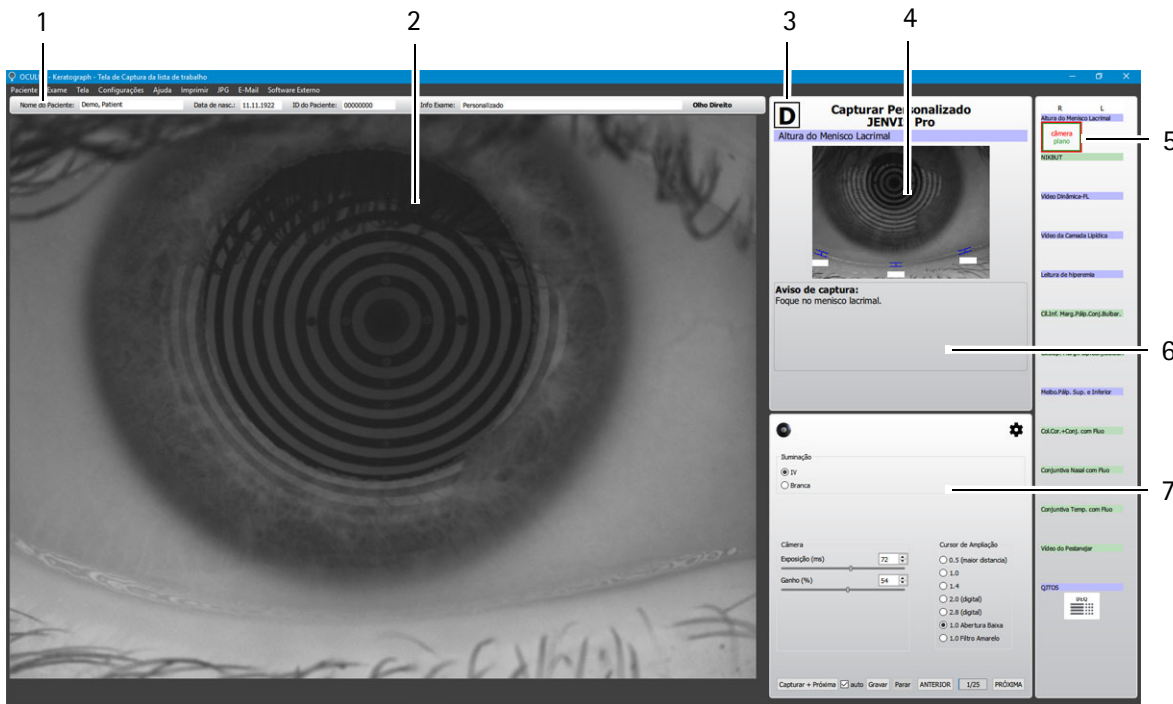 1
2
3
4
- Keratograph - Tela de Captura da lista de trabalho
Paciente Exame Tela Configurações Ajuda Imprimir JPG E-Mail Software Externo
Nome do Paciente: Demo, Patient Data de nasc.: 11.11.1922 ID do Paciente: 00000000 Info Exame: Personalizado Olho Direito
D
Capturar Personalizado
Pro
Altura do Menisco Lacrimal
Aviso de captura:
Foque no menisco lacrimal.
Iluminação
IV
Branca
Câmera
Exposição (ms) 72
Ganho (%) 54
Cursor de Ampliação
0.5 (maior distancia)
1.0
1.4
2.0 (digital)
2.8 (digital)
1.0 Abertura Baixa
1.0 Filtro Amarelo
Capturar + Próxima auto Gravar Parar ANTERIOR 1/25 PRÓXIMA
R L
Altura do Menisco Lacrimal
câmera
plano
5
NIKBUT
Vídeo Dinâmica-FL
Vídeo da Camada Lipídica
Leitura de hiperemia
Cíl.Inf. Marg.Pálp.Conj.Bulbar.
6
Meibo.Pálp. Sup. e Inferior
Col.Cor.+Conj. com Fluo
Conjuntiva Nasal com Fluo
7
Conjuntiva Temp. com Fluo
Vídeo do Pestanejar
QJTOS